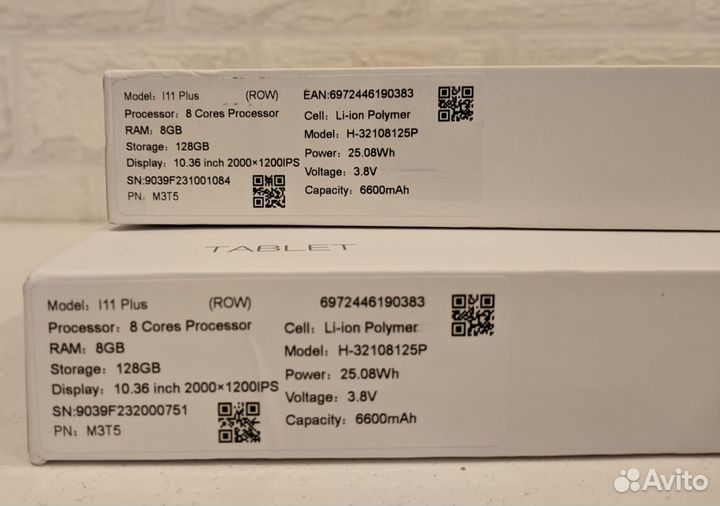 Model: I11 Plus (ROW)
Processor: 8 Cores Processor
RAM: 8GB
Storage: 128GB
Display: 10.36 inch 2000×1200IPS
SN:9039F231001084
PN: M3T5
EAN:6972446190383
Cell: Li-ion Polymer
Model: H-32108125P
Power: 25.08Wh
Voltage: 3.8V
Capacity: 6600mAh
TABLET
Model: I11 Plus (ROW)
Processor: 8 Cores Processor
RAM: 8GB
Storage: 128GB
Display: 10.36 inch 2000×1200IPS
SN:9039F232000751
PN: M3T5
6972446190383
Cell: Li-ion Polymer
Model: H-32108125P
Power: 25.08Wh
Voltage: 3.8V
Capacity: 6600mAh
Avito